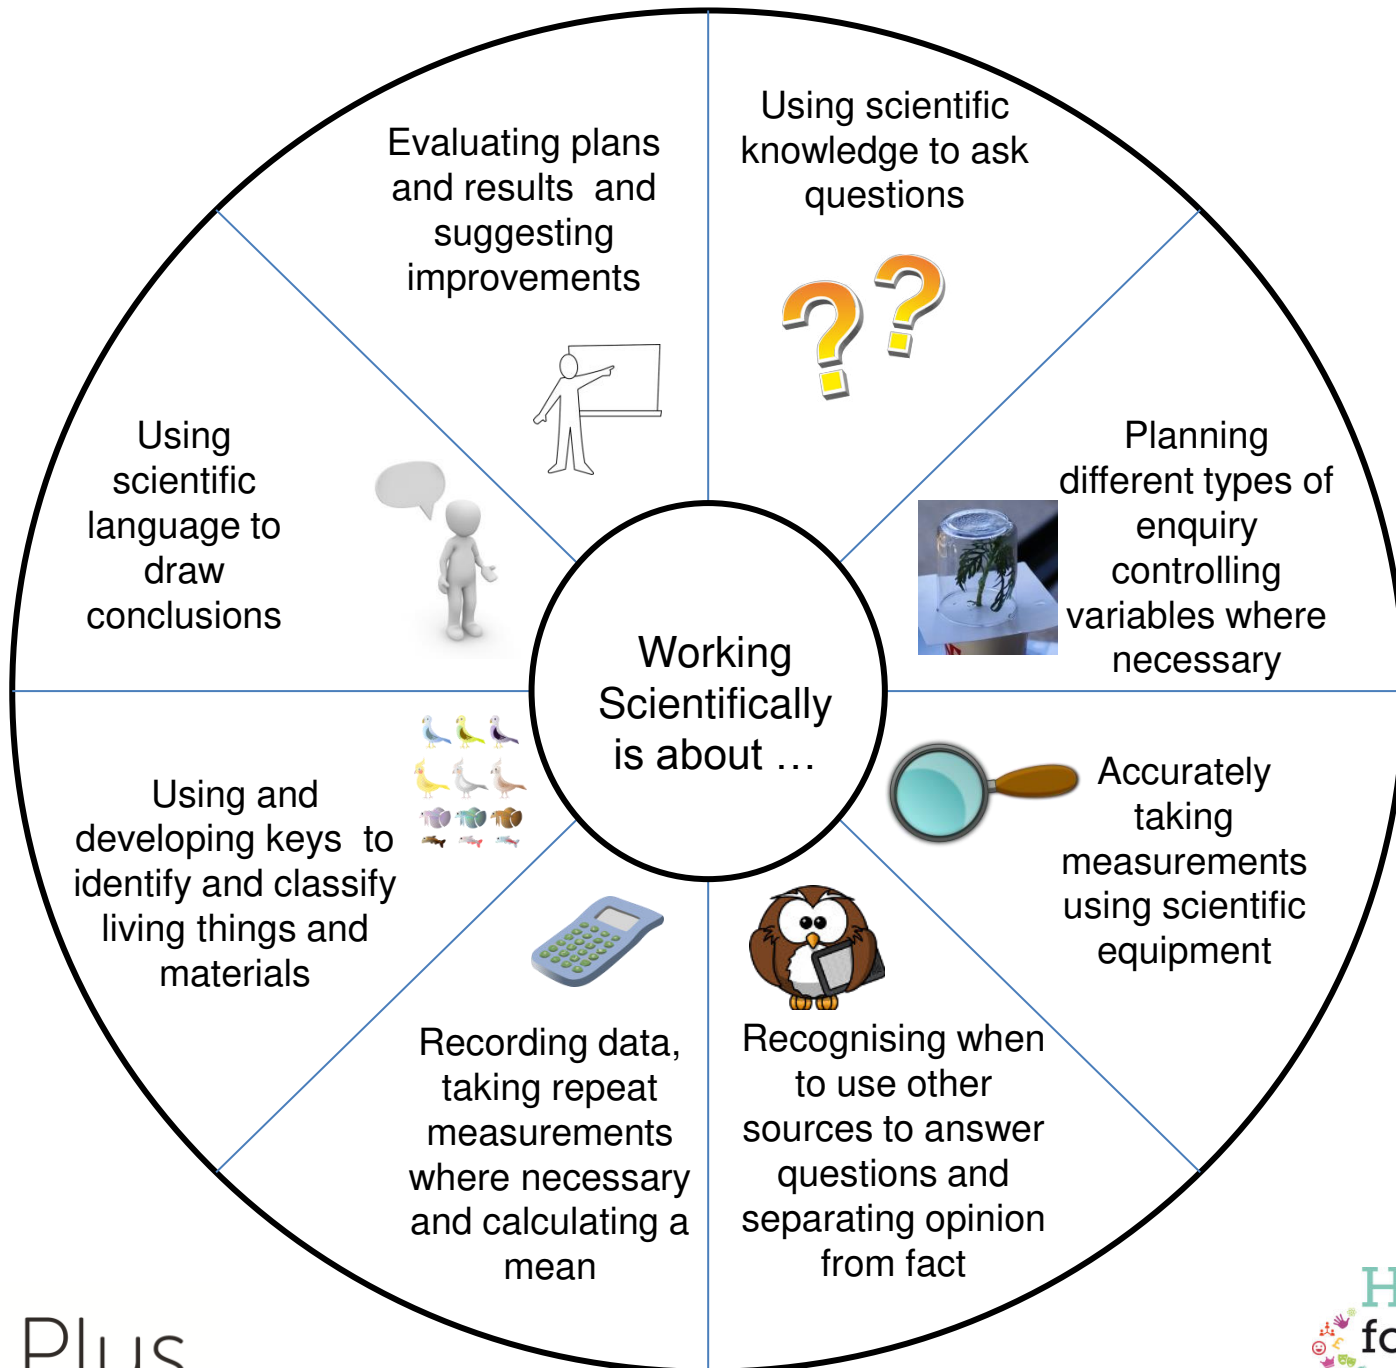 Using scientific
knowledge to ask
questions
Planning
different types of
enquiry
controlling
variables where
necessary
Accurately
taking
measurements
using scientific
equipment
Recognising when
to use other
sources to answer
questions and
separating opinion
from fact
Recording data,
taking repeat
measurements
where necessary
and calculating a
mean
Using and
developing keys to
identify and classify
living things and
materials
Using
scientific
language to
draw
conclusions
Evaluating plans
and results and
suggesting
improvements
Working
Scientifically
is about …
Plus